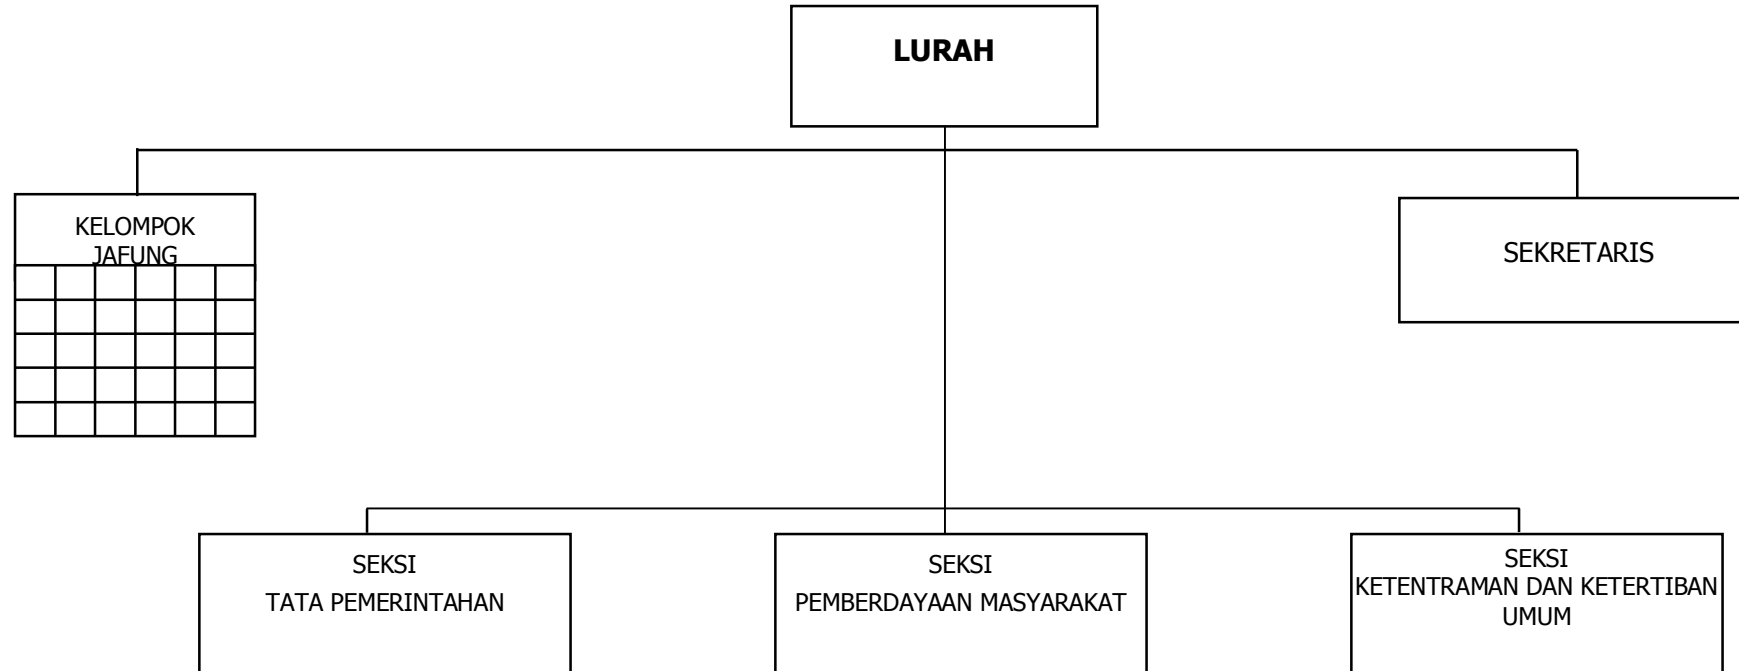 LURAH
KELOMPOK
JAFUNG
SEKRETARIS
SEKSI
TATA PEMERINTAHAN
SEKSI
PEMBERDAYAAN MASYARAKAT
SEKSI
KETENTRAMAN DAN KETERTIBAN
UMUM